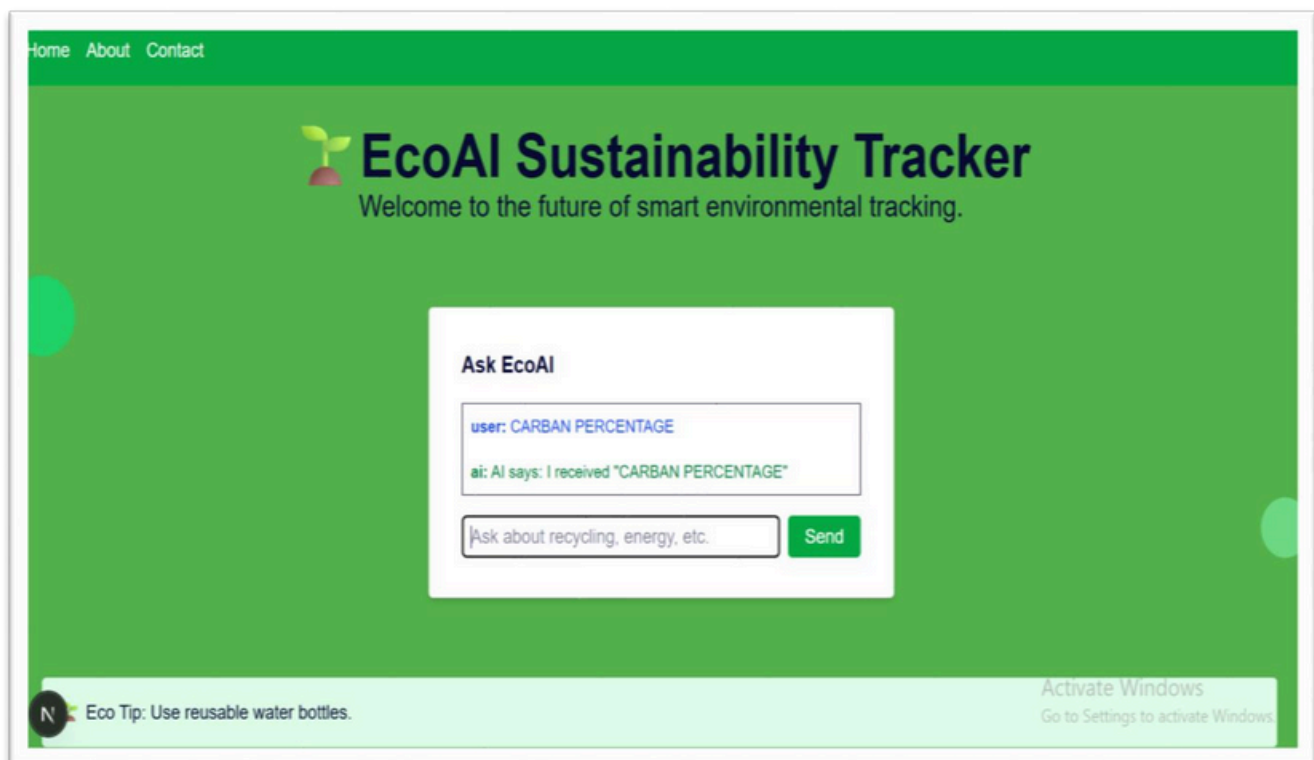 Home About Contact
🌱 EcoAI Sustainability Tracker
Welcome to the future of smart environmental tracking.
Ask EcoAI
user: CARBAN PERCENTAGE
ai: AI says: I received "CARBAN PERCENTAGE"
Ask about recycling, energy, etc. Send
Activate Windows
N Eco Tip: Use reusable water bottles.
Go to Settings to activate Windows.